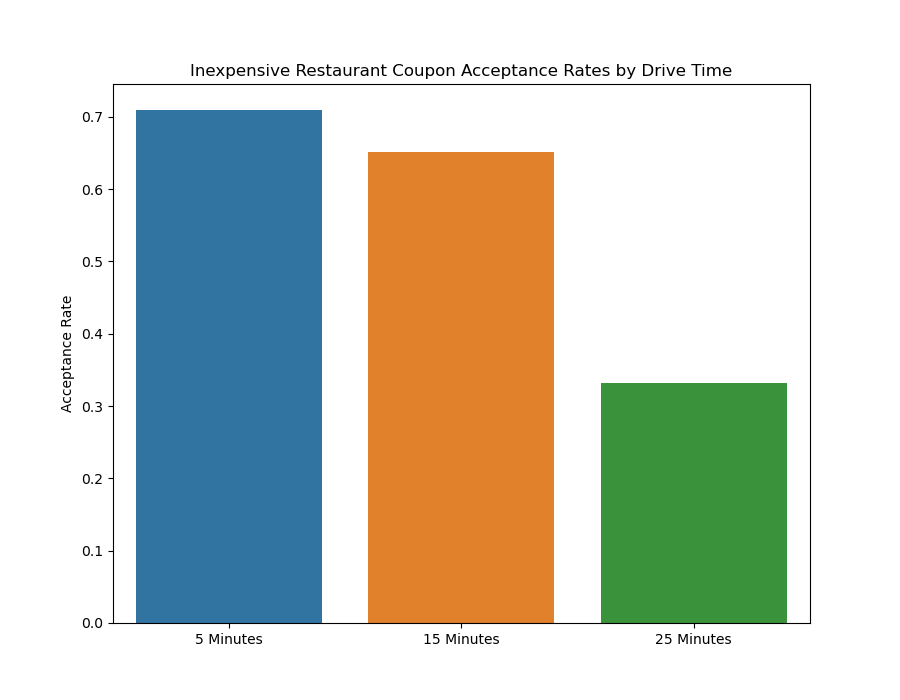 Inexpensive Restaurant Coupon Acceptance Rates by Drive Time
Acceptance Rate
0.7
0.6
0.5
0.4
0.3
0.2
0.1
0.0
5 Minutes
15 Minutes
25 Minutes